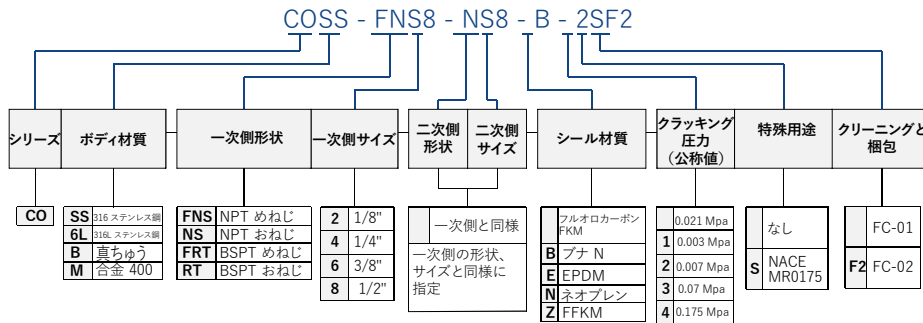 COSS - FNS8 - NS8 - B - 2SF2
シリーズ
ボディ材質
一次側形状
一次側サイズ
二次側
形状
二次側
サイズ
シール材質
クラッキング
圧力
（公称値）
特殊用途
クリーニングと
梱包
CO
SS 316 ステンレス鋼
6L 316L ステンレス鋼
B 真ちゅう
M 合金 400
FNS NPT めねじ
NS NPT おねじ
FRT BSPT めねじ
RT BSPT おねじ
2 1/8"
4 1/4"
6 3/8"
8 1/2"
一次側と同様
一次側の形状、
サイズと同様に
指定
フルオロカーボン
FKM
B ブナ N
E EPDM
N ネオプレン
Z FFKM
0.021 Mpa
1 0.003 Mpa
2 0.007 Mpa
3 0.07 Mpa
4 0.175 Mpa
なし
S NACE
MR0175
FC-01
F2 FC-02